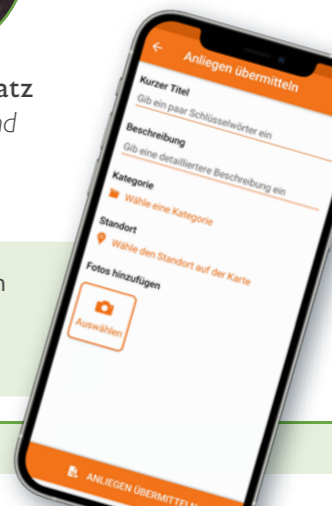 atz
nd
n
Anliegen übermitteln
Kurzer Titel
Gib ein paar Schlüsselwörter ein
Beschreibung
Gib eine detailliertere Beschreibung ein
Kategorie
Wähle eine Kategorie
Standort
Wähle den Standort auf der Karte
Fotos hinzufügen
Auswählen
ANLIEGEN ÜBERMITTELN